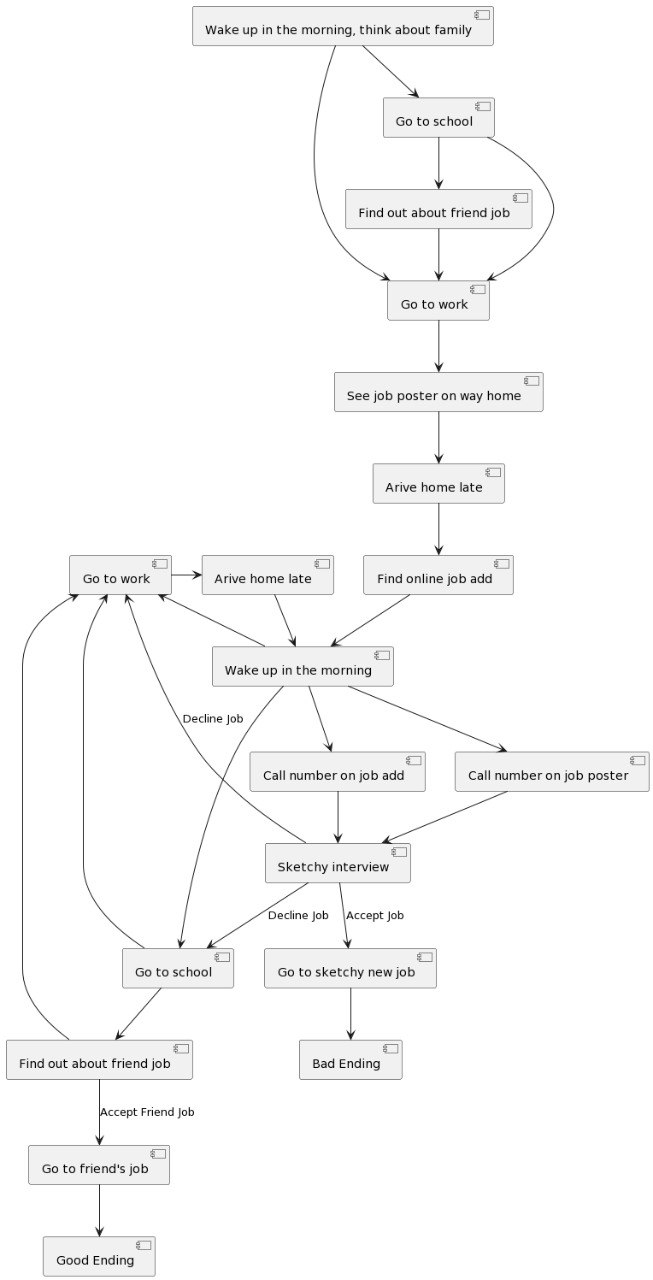 Wake up in the morning, think about family
Go to school
Find out about friend job
Go to work
See job poster on way home
Arive home late
Go to work
Arive home late
Find online job add
Wake up in the morning
Decline Job
Call number on job add
Call number on job poster
Sketchy interview
Decline Job
Accept Job
Go to school
Go to sketchy new job
Find out about friend job
Bad Ending
Accept Friend Job
Go to friend's job
Good Ending